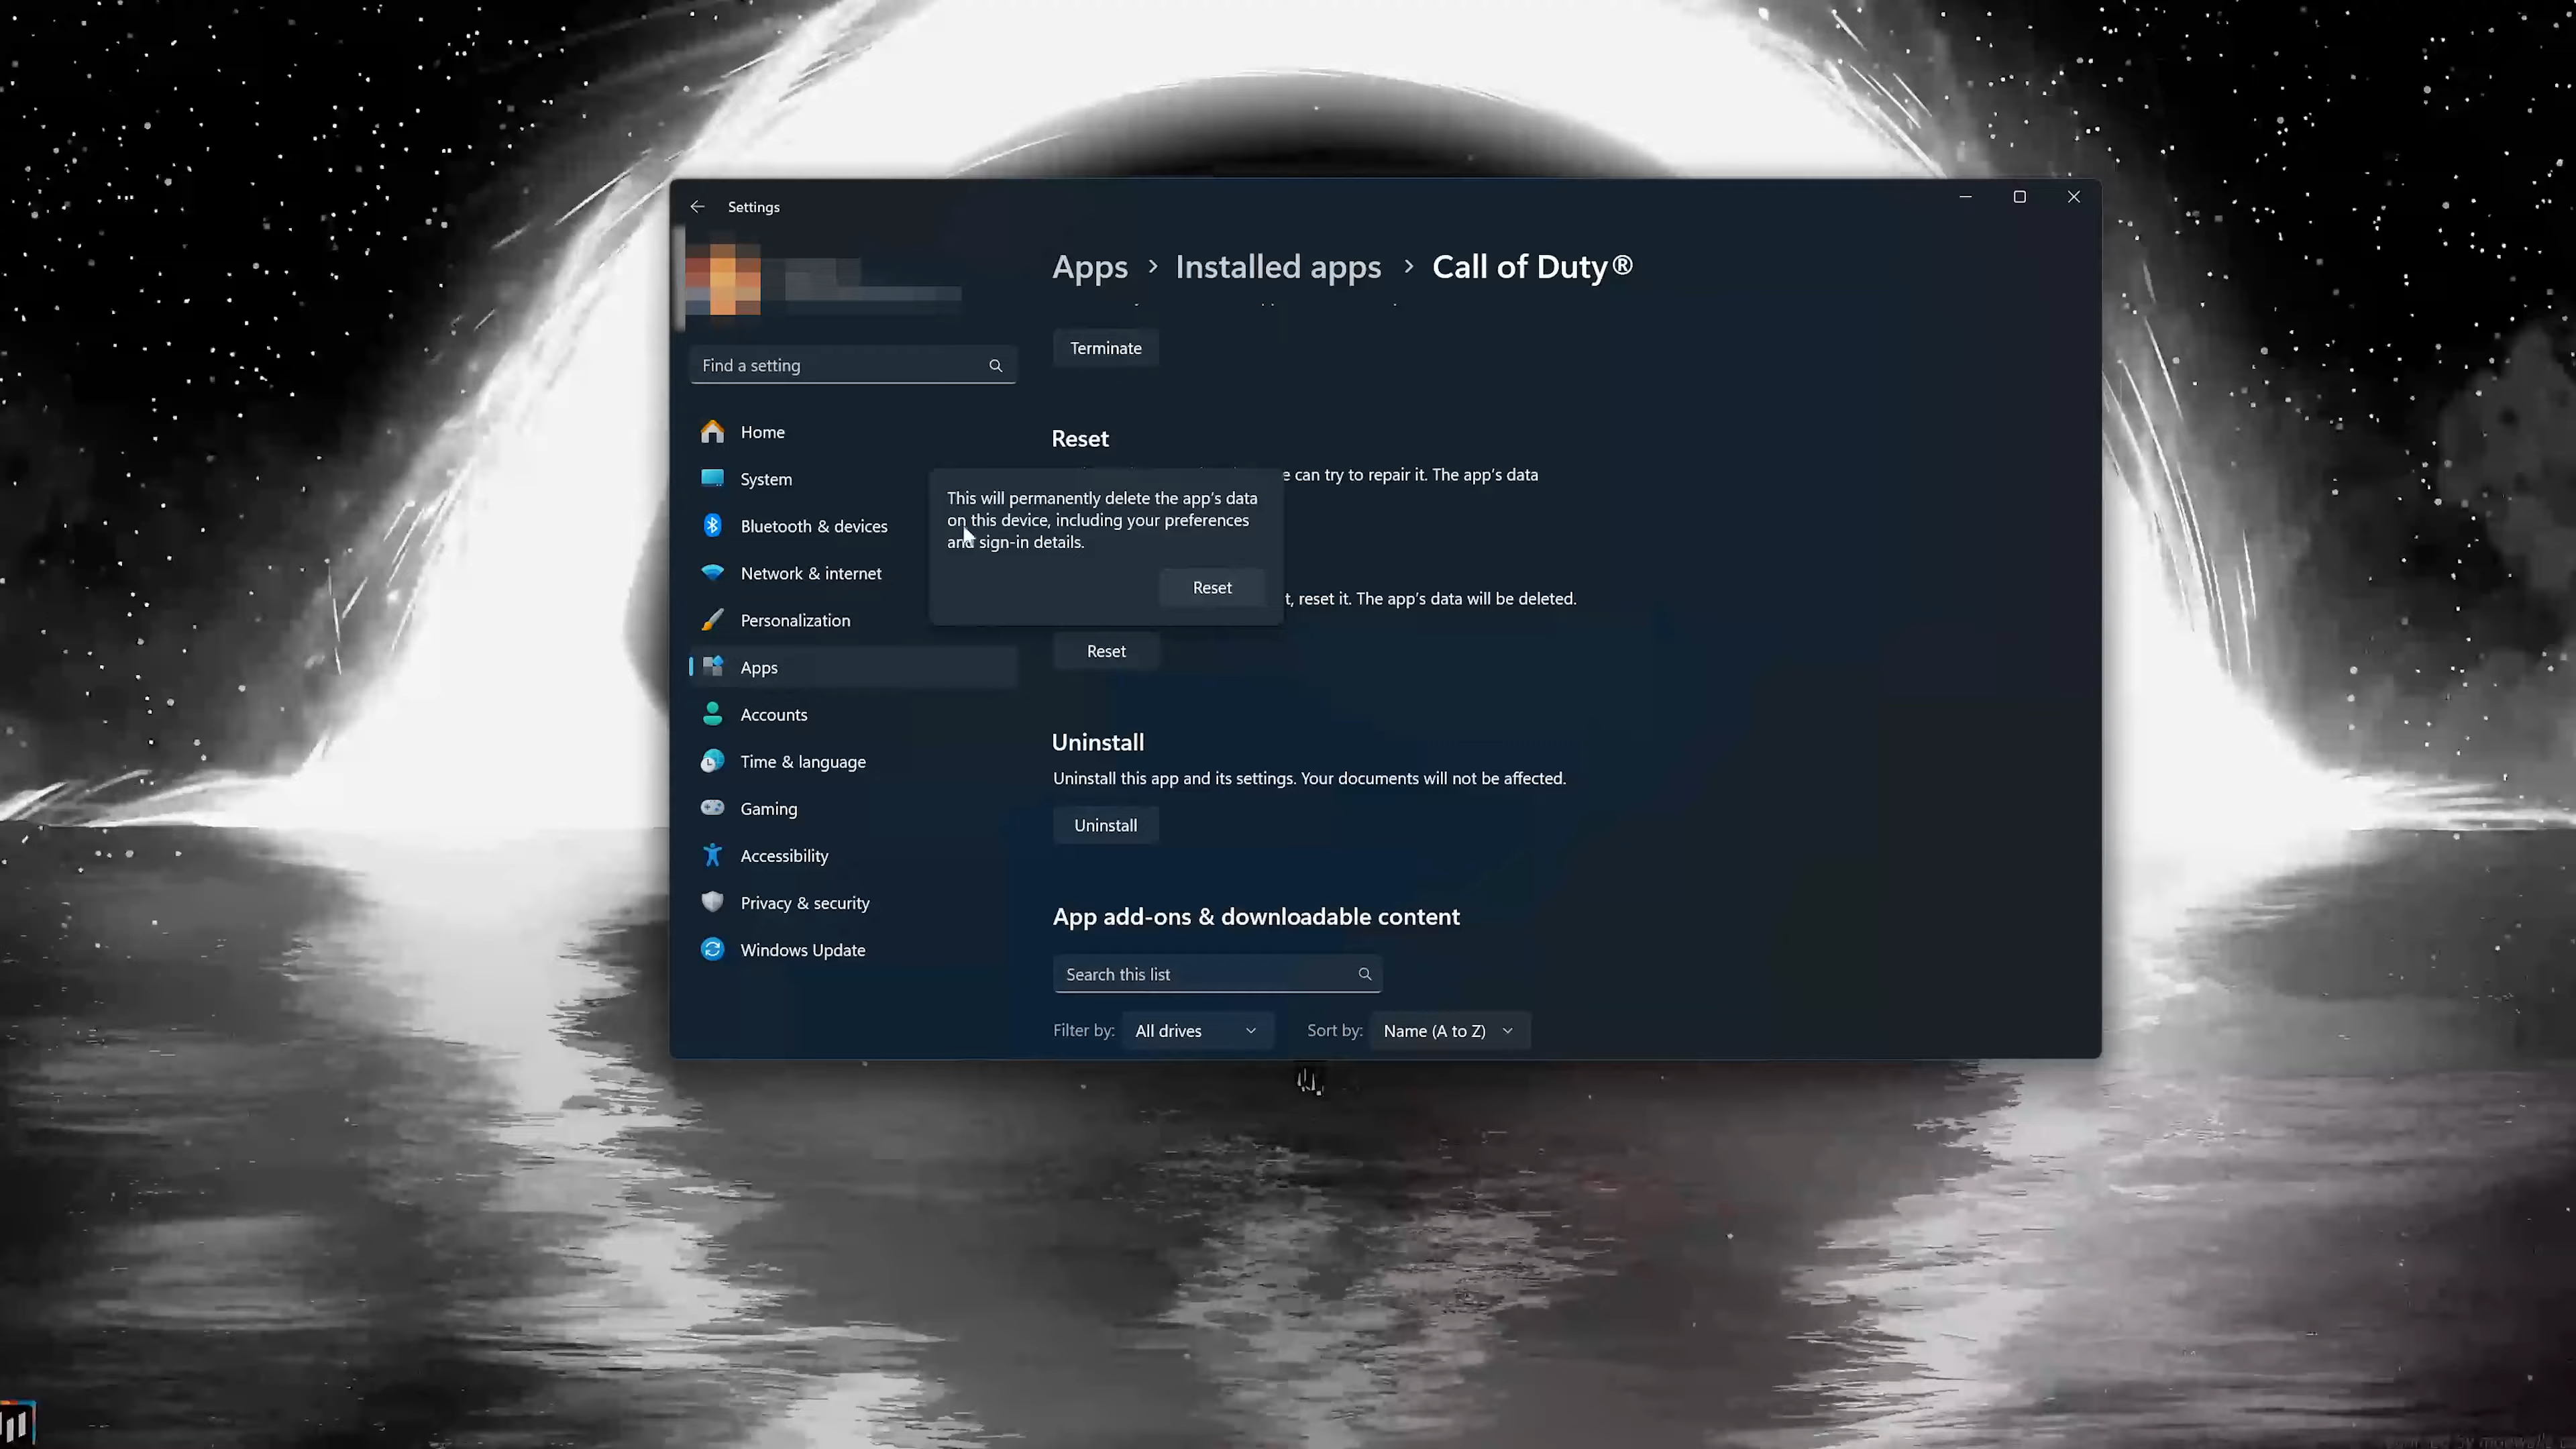 Settings
Apps > Installed apps > Call of Duty®
Terminate
Find a setting
Home
System
Bluetooth & devices
Network & internet
Personalization
Apps
Accounts
Time & language
Gaming
Accessibility
Privacy & security
Windows Update
Reset
e can try to repair it. The app's data
This will permanently delete the app's data
on this device, including your preferences
and sign-in details.
Reset
t, reset it. The app's data will be deleted.
Reset
Uninstall
Uninstall this app and its settings. Your documents will not be affected.
Uninstall
App add-ons & downloadable content
Search this list
Filter by: All drives Sort by: Name (A to Z)